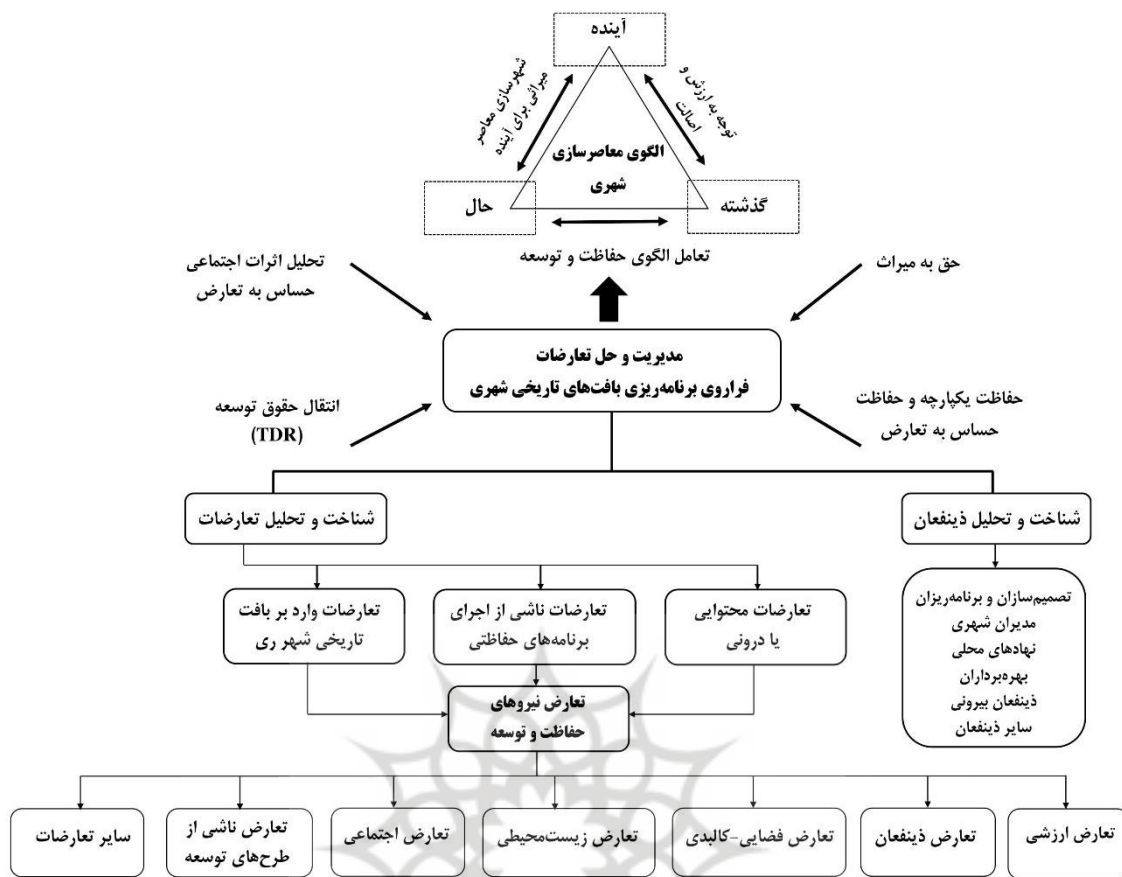 آینده
توجه به ارزش و
اصالت
شهرسازی معاصر
میراثی برای آینده
الگوی معاصرسازی
شهری
گذشته
حال
تعامل الگوی حفاظت و توسعه
حق به میراث
تحلیل اثرات اجتماعی
حساس به تعارض
مدیریت و حل تعارضات
فراروی برنامه‌ریزی بافت‌های تاریخی شهری
حفاظت یکپارچه و حفاظت
حساس به تعارض
انتقال حقوق توسعه
(TDR)
شناخت و تحلیل ذینفعان
شناخت و تحلیل تعارضات
تصمیم‌سازان و برنامه‌ریزان
مدیران شهری
نهادهای محلی
بهره‌برداران
ذینفعان بیرونی
سایر ذینفعان
تعارضات محتوایی
یا درونی
تعارضات ناشی از اجرای
برنامه‌های حفاظتی
تعارضات وارد بر بافت
تاریخی شهر ری
تعارض نیروهای
حفاظت و توسعه
تعارض ارزشی
تعارض ذینفعان
تعارض فضایی-کالبدی
تعارض زیست‌محیطی
تعارض اجتماعی
تعارض ناشی از
طرح‌های توسعه
سایر تعارضات